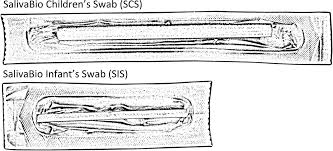 SalivaBio Children's Swab (SCS)
SalivaBio Infant's Swab (SIS)